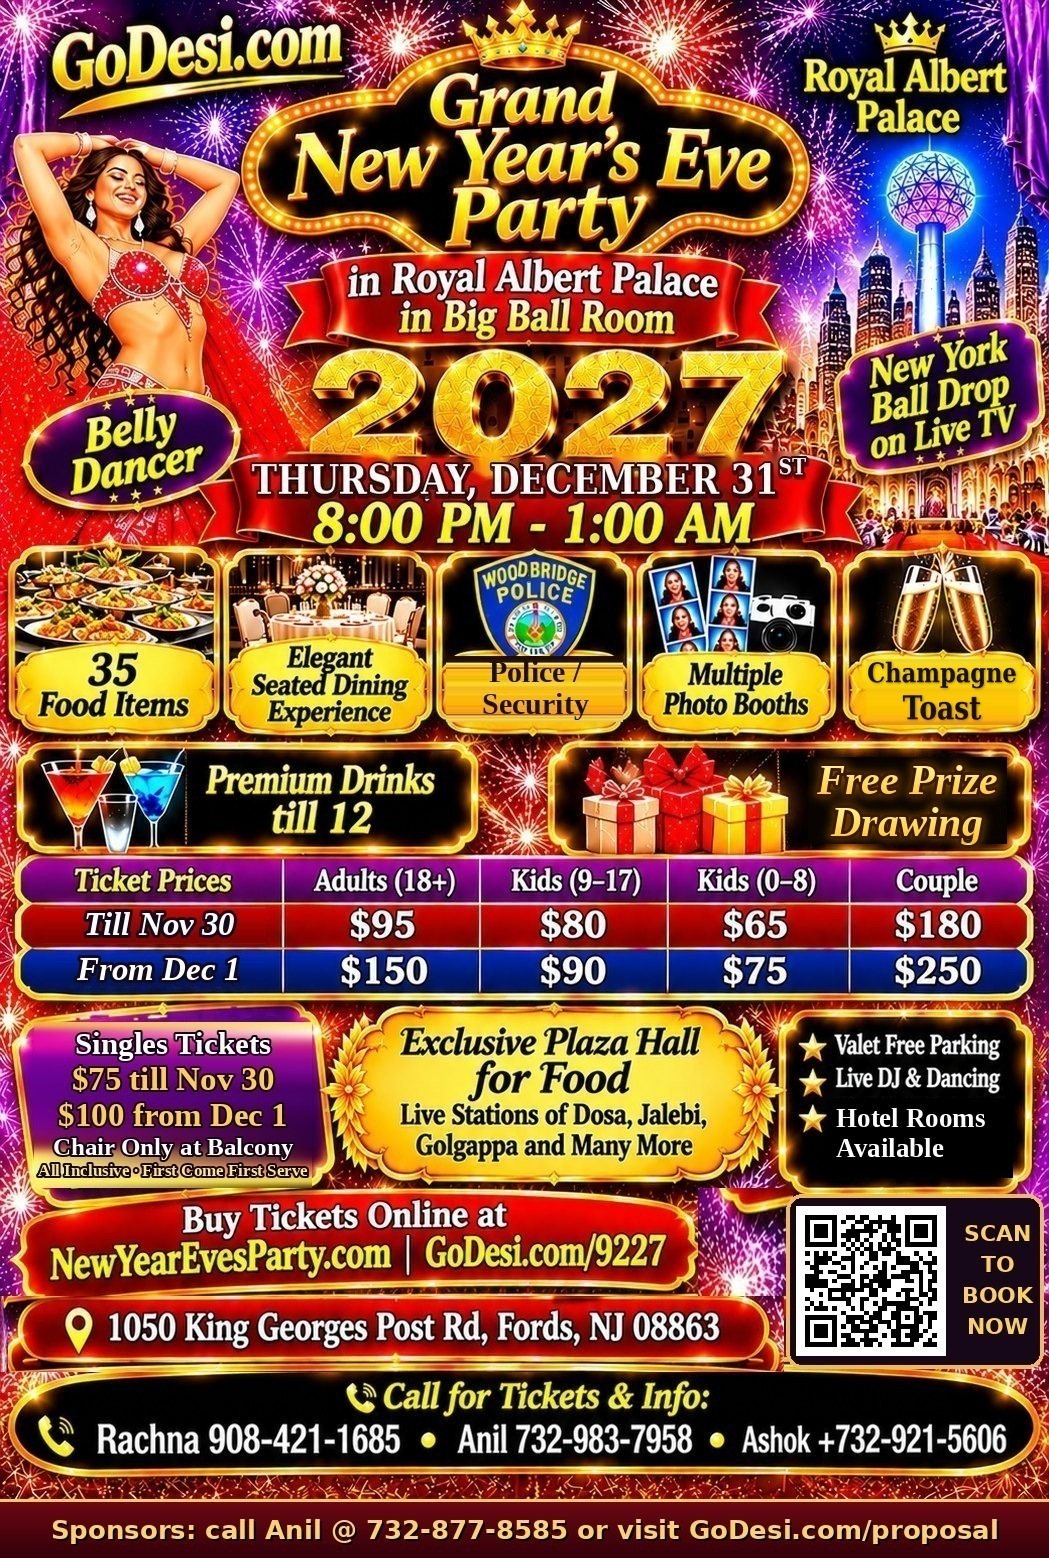 GoDesi.com
Grand
New Year's Eve
Party
Royal Albert
Palace
in Royal Albert Palace
in Big Ball Room
2027
New York
Ball Drop
on Live TV
Belly
Dancer
THURSDAY, DECEMBER 31ST
8:00 PM - 1:00 AM
35
Food Items
Elegant
Seated Dining
Experience
WOODBRIDGE
POLICE
Police /
Security
Multiple
Photo Booths
Champagne
Toast
Premium Drinks
till 12
Free Prize
Drawing
Ticket Prices Adults (18+) Kids (9–17) Kids (0–8) Couple
Till Nov 30 $95 $80 $65 $180
From Dec 1 $150 $90 $75 $250
Singles Tickets
$75 till Nov 30
$100 from Dec 1
Chair Only at Balcony
All Inclusive · First Come First Serve
Exclusive Plaza Hall
for Food
Live Stations of Dosa, Jalebi,
Golgappa and Many More
Valet Free Parking
Live DJ & Dancing
Hotel Rooms
Available
Buy Tickets Online at
NewYearEvesParty.com | GoDesi.com/9227
SCAN
TO
BOOK
NOW
1050 King Georges Post Rd, Fords, NJ 08863
Call for Tickets & Info:
Rachna 908-421-1685 • Anil 732-983-7958 • Ashok +732-921-5606
Sponsors: call Anil @ 732-877-8585 or visit GoDesi.com/proposal